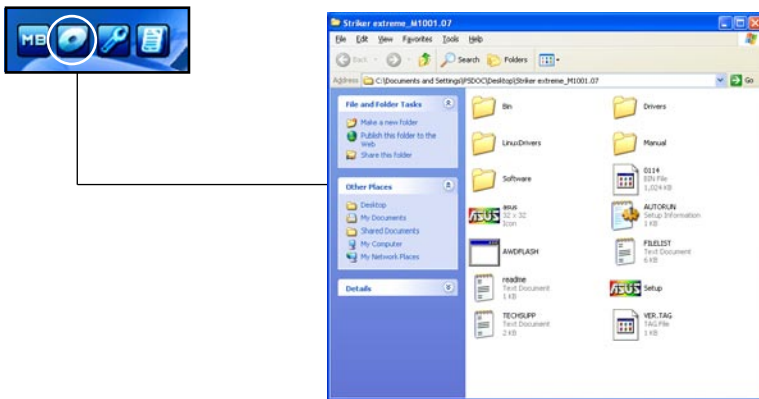 MB
Striker extreme_M1001.07
File Edit View Favorites Tools Help
Back Search Folders
Address C:\Documents and Settings\PSDOC\Desktop\Striker extreme_M1001.07 Go
File and Folder Tasks
Make a new folder
Publish this folder to the
Web
Share this folder
Other Places
Desktop
My Documents
Shared Documents
My Computer
My Network Places
Details
Bin
Drivers
LinuxDrivers
Manual
Software
0114
BIN File
1,024 KB
ASUS
asus
32 x 32
Icon
AUTORUN
Setup Information
1 KB
AWDFLASH
FILELIST
Text Document
6 KB
readme
Text Document
1 KB
ASUS
Setup
TECHSUPP
Text Document
2 KB
VER.TAG
TAG File
1 KB